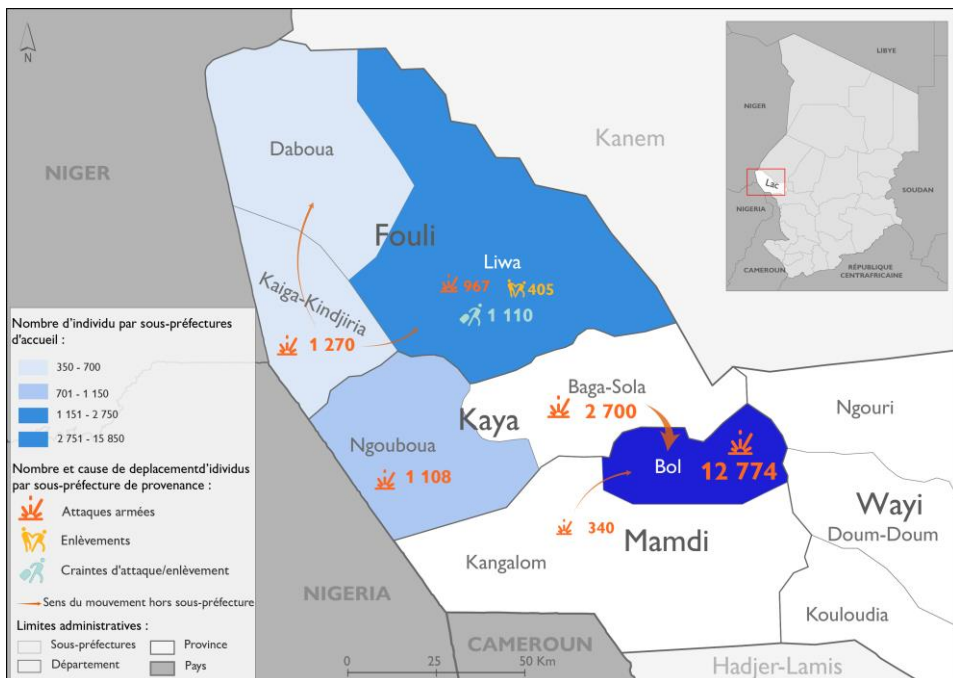 N
LIBYE
NIGER
Lac
SOUDAN
NIGERIA
CAMEROUN
RÉPUBLIQUE
CENTRAFRICAINE
Kanem
NIGER
Daboua
Fouli
Liwa
967
405
1 110
Kaiga-Kindjiria
1 270
Baga-Sola
2 700
Kaya
Ngouri
Ngouboua
1 108
Bol
12 774
340
Mamdi
Wayi
Doum-Doum
Kangalom
Kouloudia
NIGERIA
CAMEROUN
Hadjer-Lamis
Nombre d'individu par sous-préfectures
d'accueil :
350 - 700
701 - 1 150
1 151 - 2 750
2 751 - 15 850
Nombre et cause de deplacementd'idividus
par sous-préfecture de provenance :
Attaques armées
Enlèvements
Craintes d'attaque/enlèvement
Sens du mouvement hors sous-préfecture
Limites administratives :
Sous-préfectures
Province
Département
Pays
0 25 50 Km